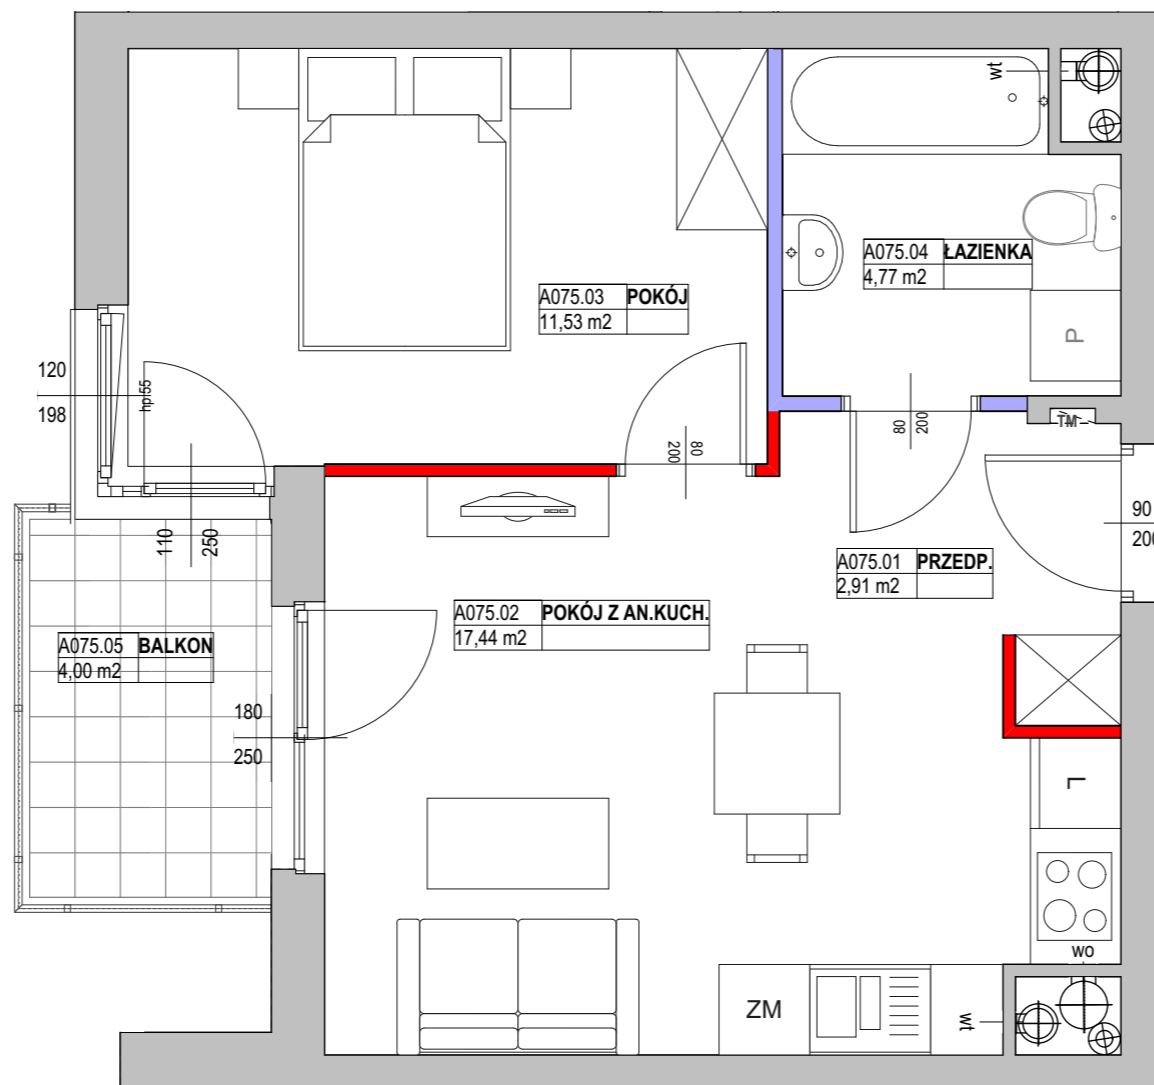 wt
A075.04 ŁAZIENKA
4,77 m2
A075.03 POKÓJ
11,53 m2
P
120
198
hp.55
TM
80
200
80
200
90
200
110
250
A075.01 PRZEDP.
2,91 m2
A075.02 POKÓJ Z AN.KUCH.
17,44 m2
A075.05 BALKON
4,00 m2
180
250
L
wo
ZM
wt